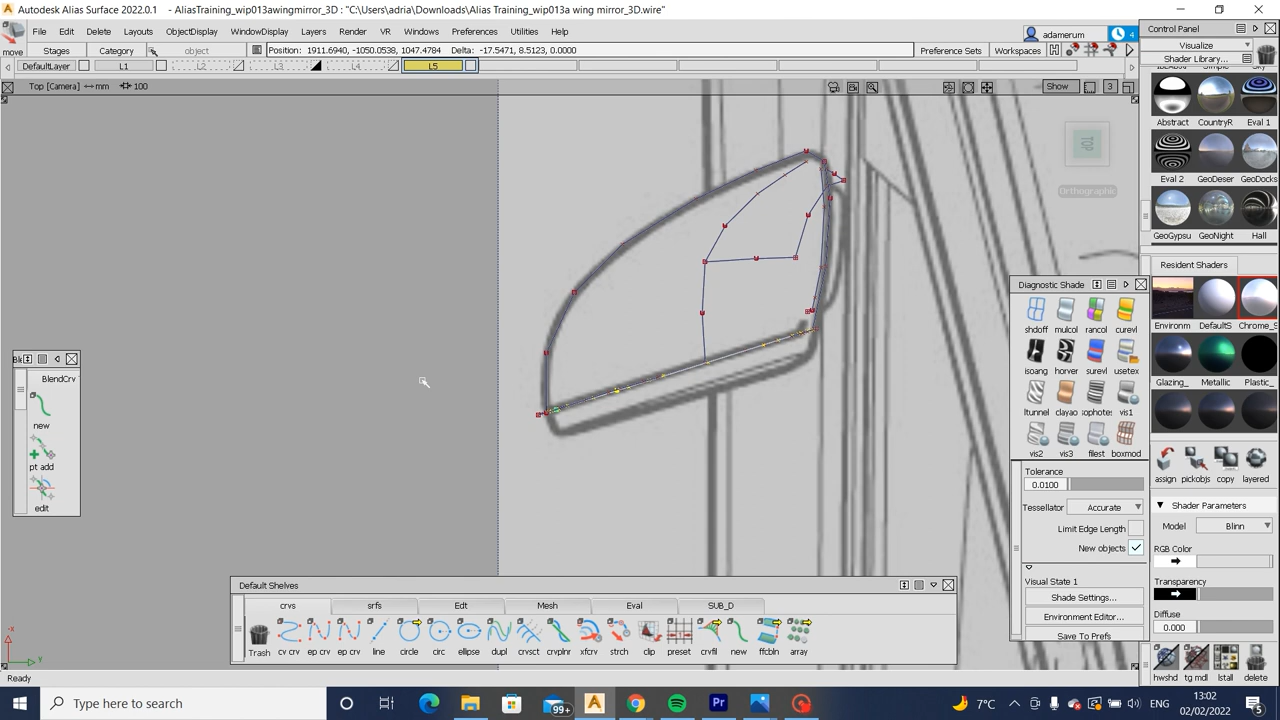 Autodesk Alias Surface 2022.0.1 - AliasTraining_wip013awingmirror_3D : "C:\Users\adria\Downloads\Alias Training_wip013a wing mirror_3D.wire"
File Edit Delete Layouts ObjectDisplay WindowDisplay Layers Render VR Windows Preferences Utilities Help
adamerum 4
Stages Category object Position: 1911.6940, -1050.0538, 1047.4784 Delta: -17.5471, 8.5123, 0.0000 Preference Sets Workspaces
move
DefaultLayer L1 L2 L3 L4 L5
Top [Camera] mm 100 Show 3
TOP
Orthographic
Control Panel
Visualize
Shader Library...
Abstract CountryR Eval 1
Eval 2 GeoDeser GeoDocks
GeoGypsu GeoNight Hall
Resident Shaders
Environm DefaultS Chrome_S
Glazing_ Metallic Plastic_
assign pickobjs copy layered
Shader Parameters
Model Blinn
RGB Color
Transparency
Diffuse
0.000
hwshd tg mdl lstall delete
Diagnostic Shade
shdoff mulcol rancol curevl
isoang horver surevl usetex
ltunnel clayao isophotes vis1
vis2 vis3 filest boxmod
Tolerance
0.0100
Tessellator Accurate
Limit Edge Length
New objects
Visual State 1
Shade Settings...
Environment Editor...
Save To Prefs
BlendCrv
new
pt add
edit
Default Shelves
crvs srfs Edt Mesh Eval SUB_D
Trash cv crv ep crv ep crv line circle circ ellipse dupl crvsct crvplnr xfcrv strch clip preset crvfil new ffcbln array
-x
y
Ready
Type here to search
99+
7°C ENG 13:02
02/02/2022 5